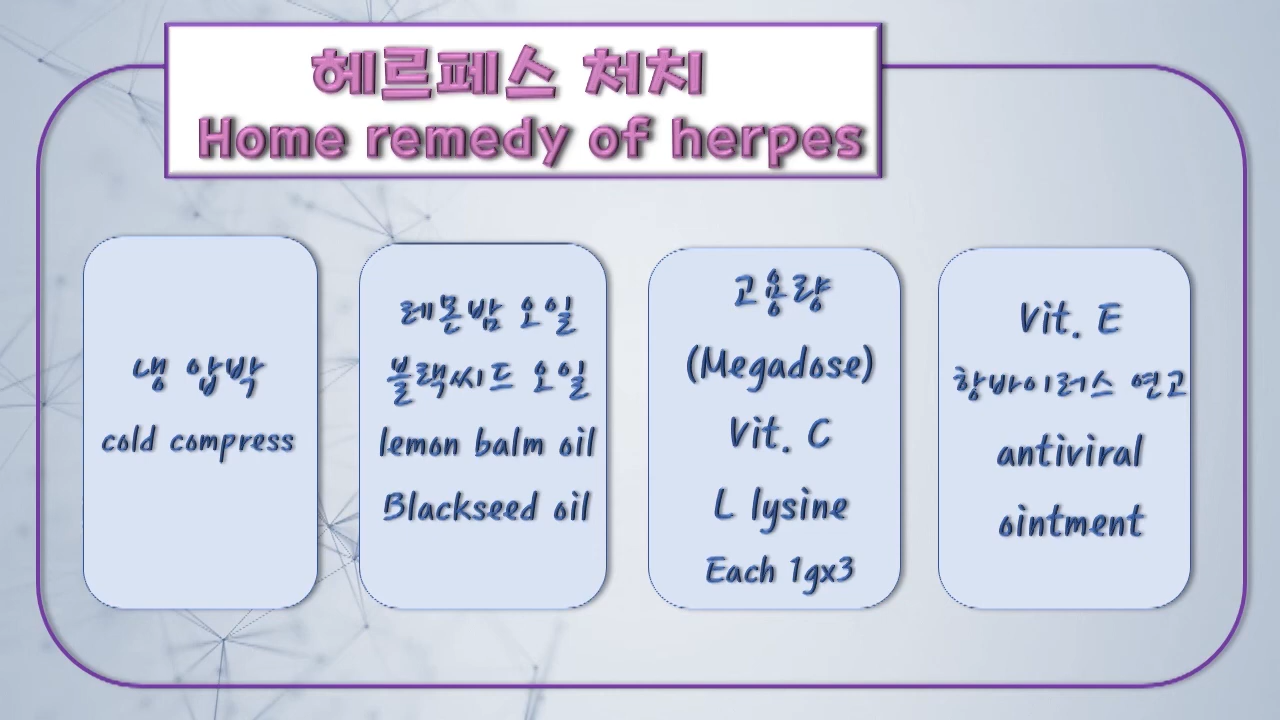 헤르페스 처치
Home remedy of herpes
냉 압박
cold compress
레몬밤 오일
블랙씨드 오일
lemon balm oil
Blackseed oil
고용량
(Megadose)
Vit. C
L lysine
Each 1gx3
Vit. E
항바이러스 연고
antiviral
ointment